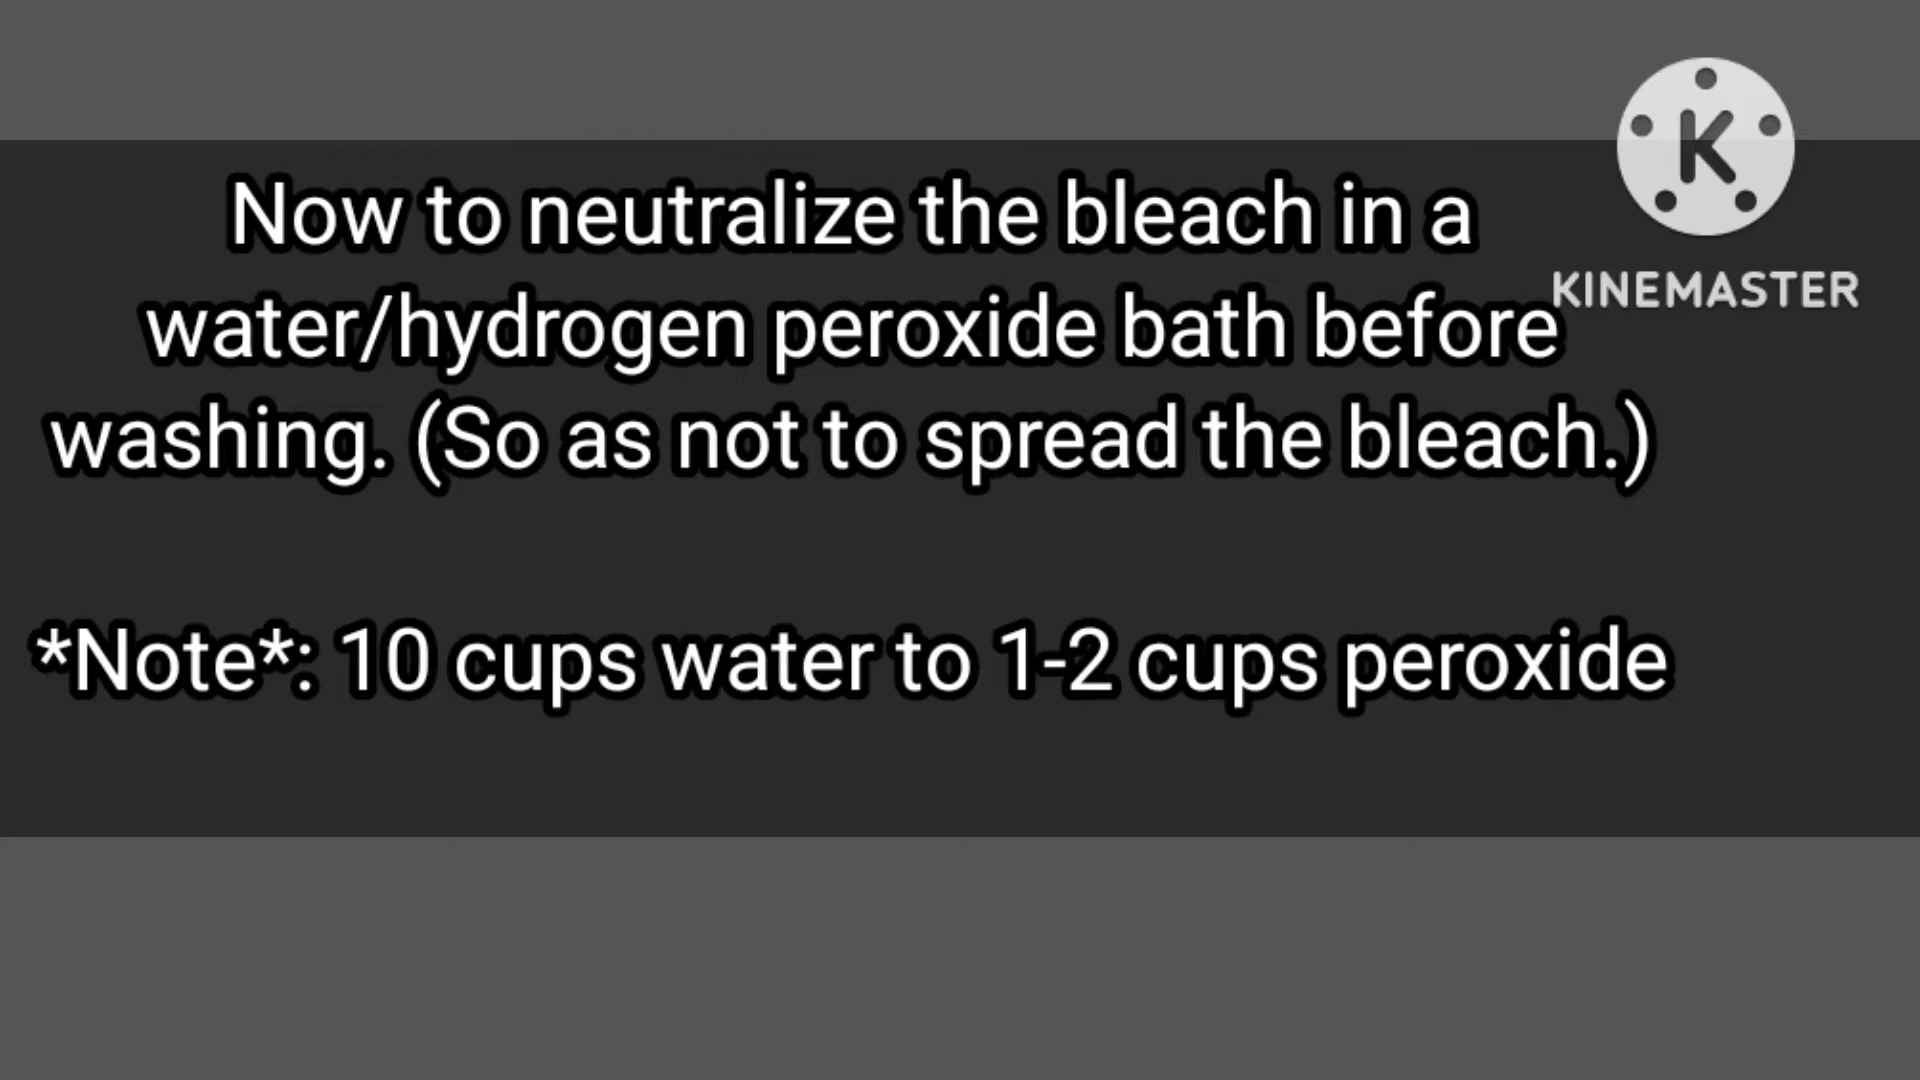 Now to neutralize the bleach in a
water/hydrogen peroxide bath before
washing. (So as not to spread the bleach.)
*Note*: 10 cups water to 1-2 cups peroxide
K
KINEMASTER